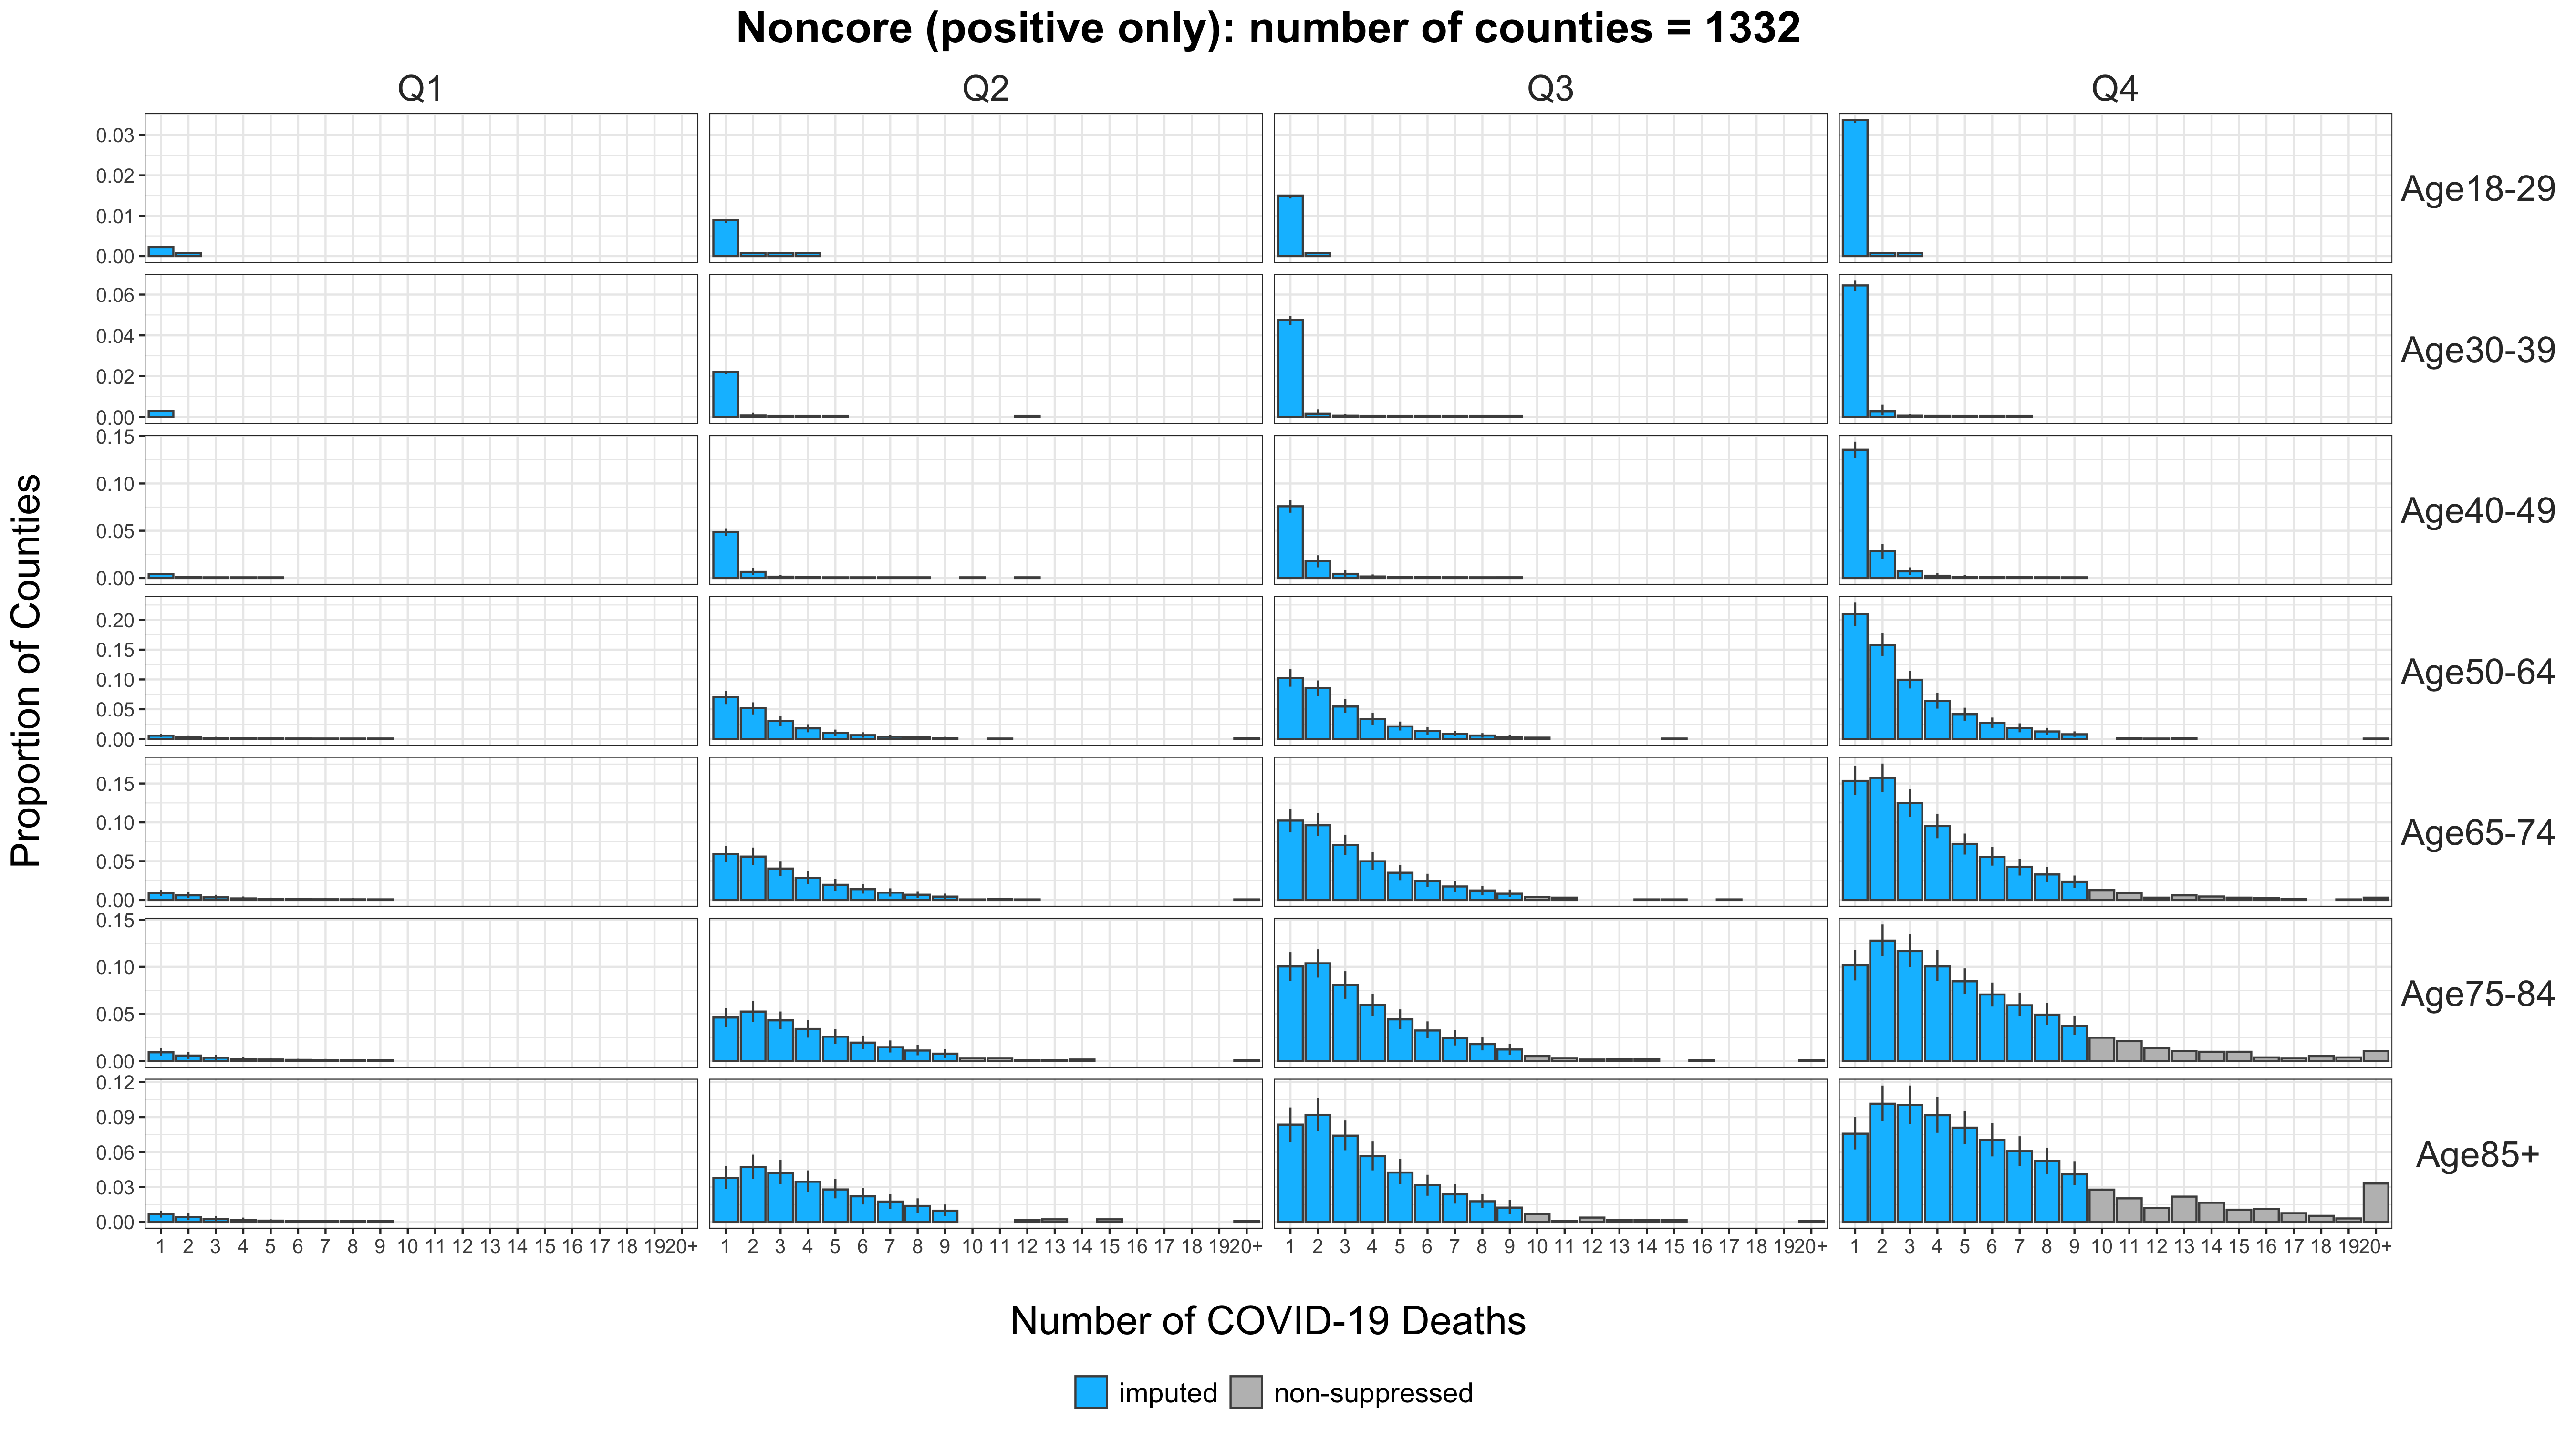 Noncore (positive only): number of counties = 1332
Q1 Q2 Q3 Q4
Proportion of Counties
0.03
0.02
0.01
0.00
Age18-29
0.06
0.04
0.02
0.00
Age30-39
0.15
0.10
0.05
0.00
Age40-49
0.20
0.15
0.10
0.05
0.00
Age50-64
0.15
0.10
0.05
0.00
Age65-74
0.15
0.10
0.05
0.00
Age75-84
0.12
0.09
0.06
0.03
0.00
Age85+
1 2 3 4 5 6 7 8 9 10 11 12 13 14 15 16 17 18 19 20+ 1 2 3 4 5 6 7 8 9 10 11 12 13 14 15 16 17 18 19 20+ 1 2 3 4 5 6 7 8 9 10 11 12 13 14 15 16 17 18 19 20+ 1 2 3 4 5 6 7 8 9 10 11 12 13 14 15 16 17 18 19 20+
Number of COVID-19 Deaths
imputed non-suppressed